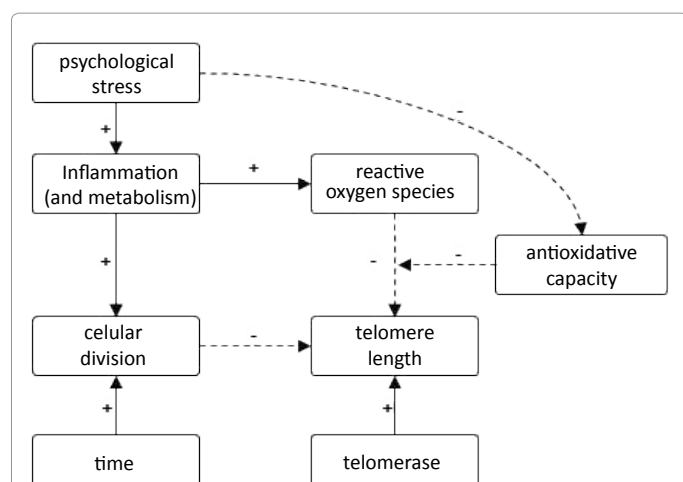 psychological
stress
-
+
Inflammation
(and metabolism)
+
reactive
oxygen species
+
-
-
antioxidative
capacity
celular
division
-
telomere
length
+
+
time
telomerase